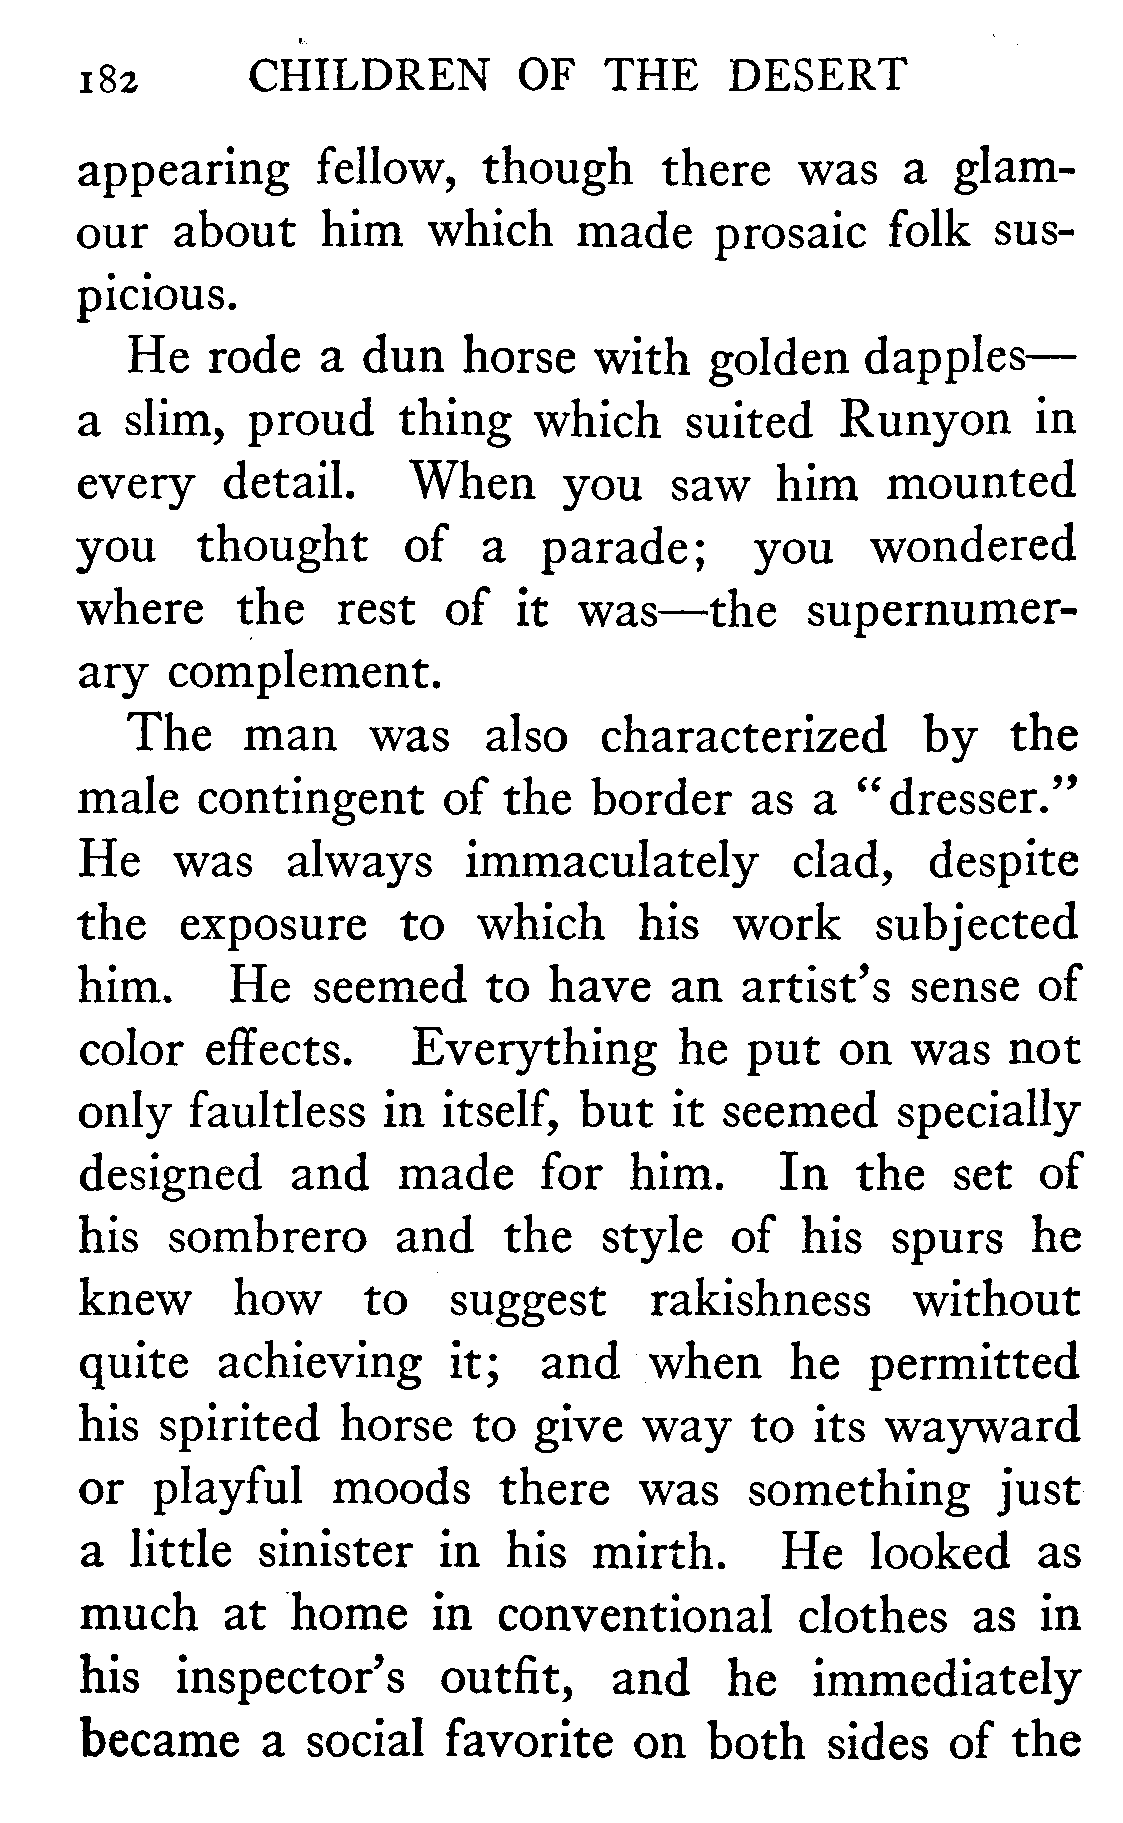 182 CHILDREN OF THE DESERT
appearing fellow, though there was a glam-
our about him which made prosaic folk sus-
picious.
He rode a dun horse with golden dapples—
a slim, proud thing which suited Runyon in
every detail. When you saw him mounted
you thought of a parade; you wondered
where the rest of it was—the supernumer-
ary complement.
The man was also characterized by the
male contingent of the border as a “dresser.”
He was always immaculately clad, despite
the exposure to which his work subjected
him. He seemed to have an artist’s sense of
color effects. Everything he put on was not
only faultless in itself, but it seemed specially
designed and made for him. In the set of
his sombrero and the style of his spurs he
knew how to suggest rakishness without
quite achieving it; and when he permitted
his spirited horse to give way to its wayward
or playful moods there was something just
a little sinister in his mirth. He looked as
much at home in conventional clothes as in
his inspector’s outfit, and he immediately
became a social favorite on both sides of the